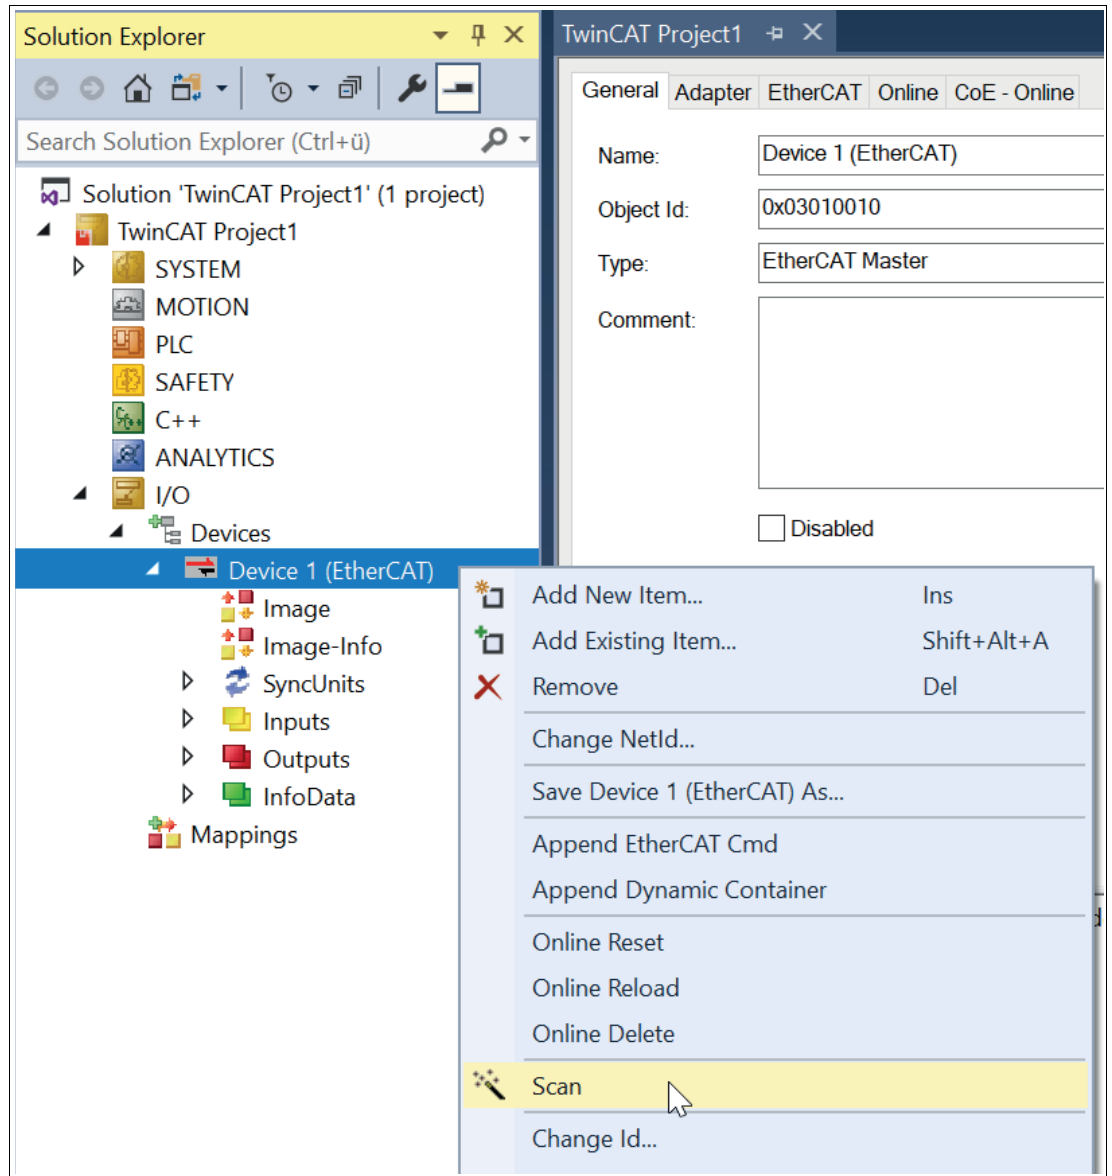 Solution Explorer
Search Solution Explorer (Ctrl+ü)
Solution 'TwinCAT Project1' (1 project)
TwinCAT Project1
SYSTEM
MOTION
PLC
SAFETY
C++
ANALYTICS
I/O
Devices
Device 1 (EtherCAT)
Image
Image-Info
SyncUnits
Inputs
Outputs
InfoData
Mappings
TwinCAT Project1
General Adapter EtherCAT Online CoE - Online
Name: Device 1 (EtherCAT)
Object Id: 0x03010010
Type: EtherCAT Master
Comment:
Disabled
Add New Item... Ins
Add Existing Item... Shift+Alt+A
Remove Del
Change NetId...
Save Device 1 (EtherCAT) As...
Append EtherCAT Cmd
Append Dynamic Container
Online Reset
Online Reload
Online Delete
Scan
Change Id...